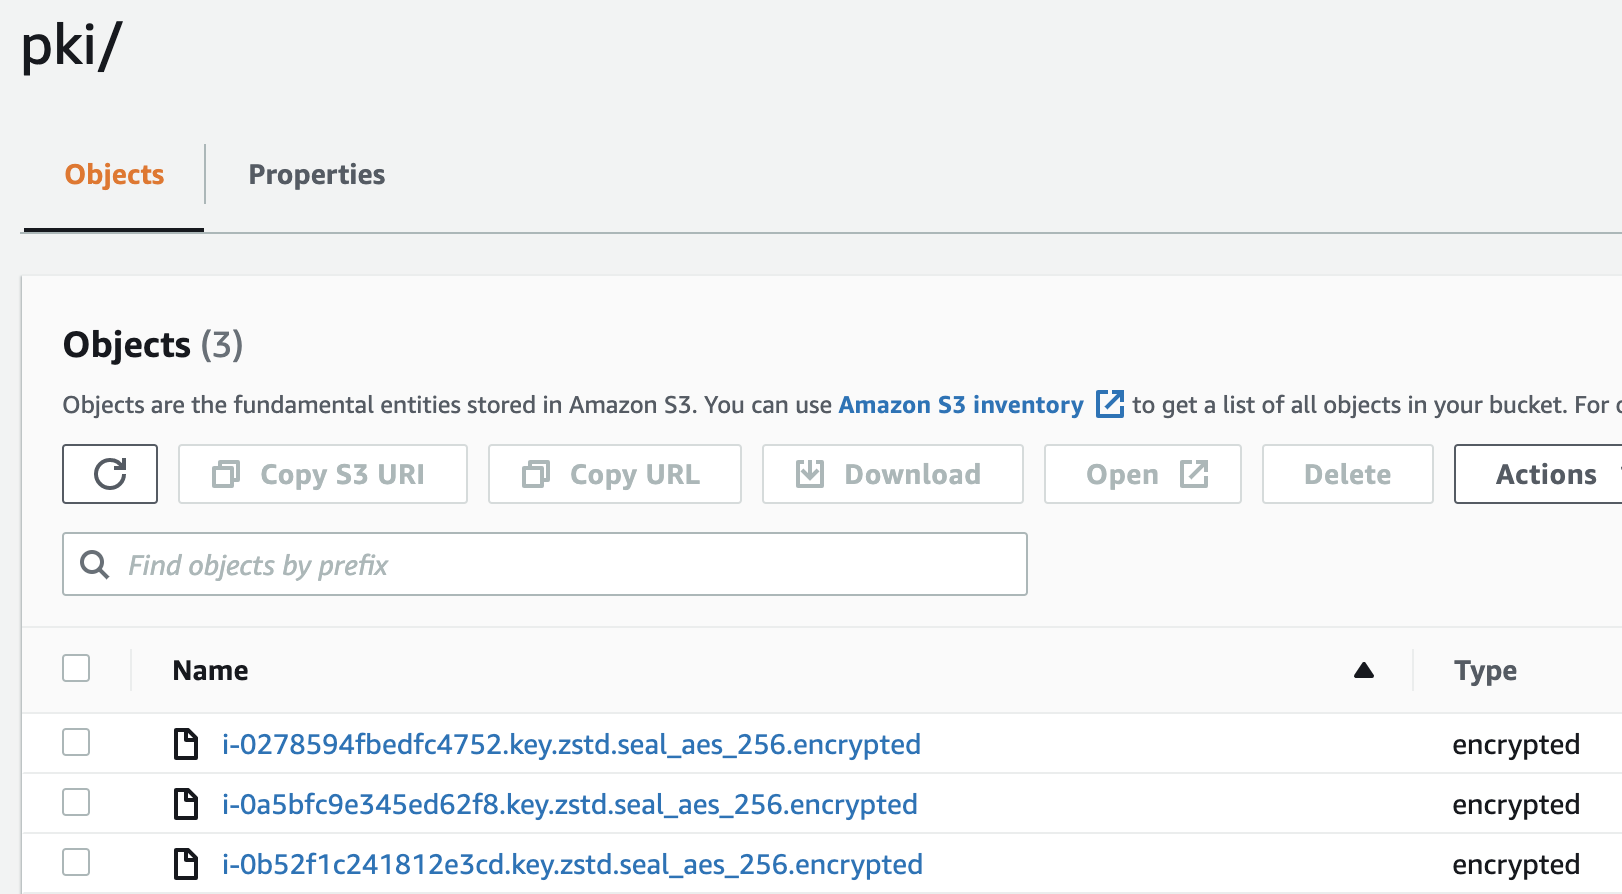 pki/
Objects Properties
Objects (3)
Objects are the fundamental entities stored in Amazon S3. You can use Amazon S3 inventory to get a list of all objects in your bucket. For
Copy S3 URI Copy URL Download Open Delete Actions
Find objects by prefix
Name Type
i-0278594fbedfc4752.key.zstd.seal_aes_256.encrypted encrypted
i-0a5bfc9e345ed62f8.key.zstd.seal_aes_256.encrypted encrypted
i-0b52f1c241812e3cd.key.zstd.seal_aes_256.encrypted encrypted